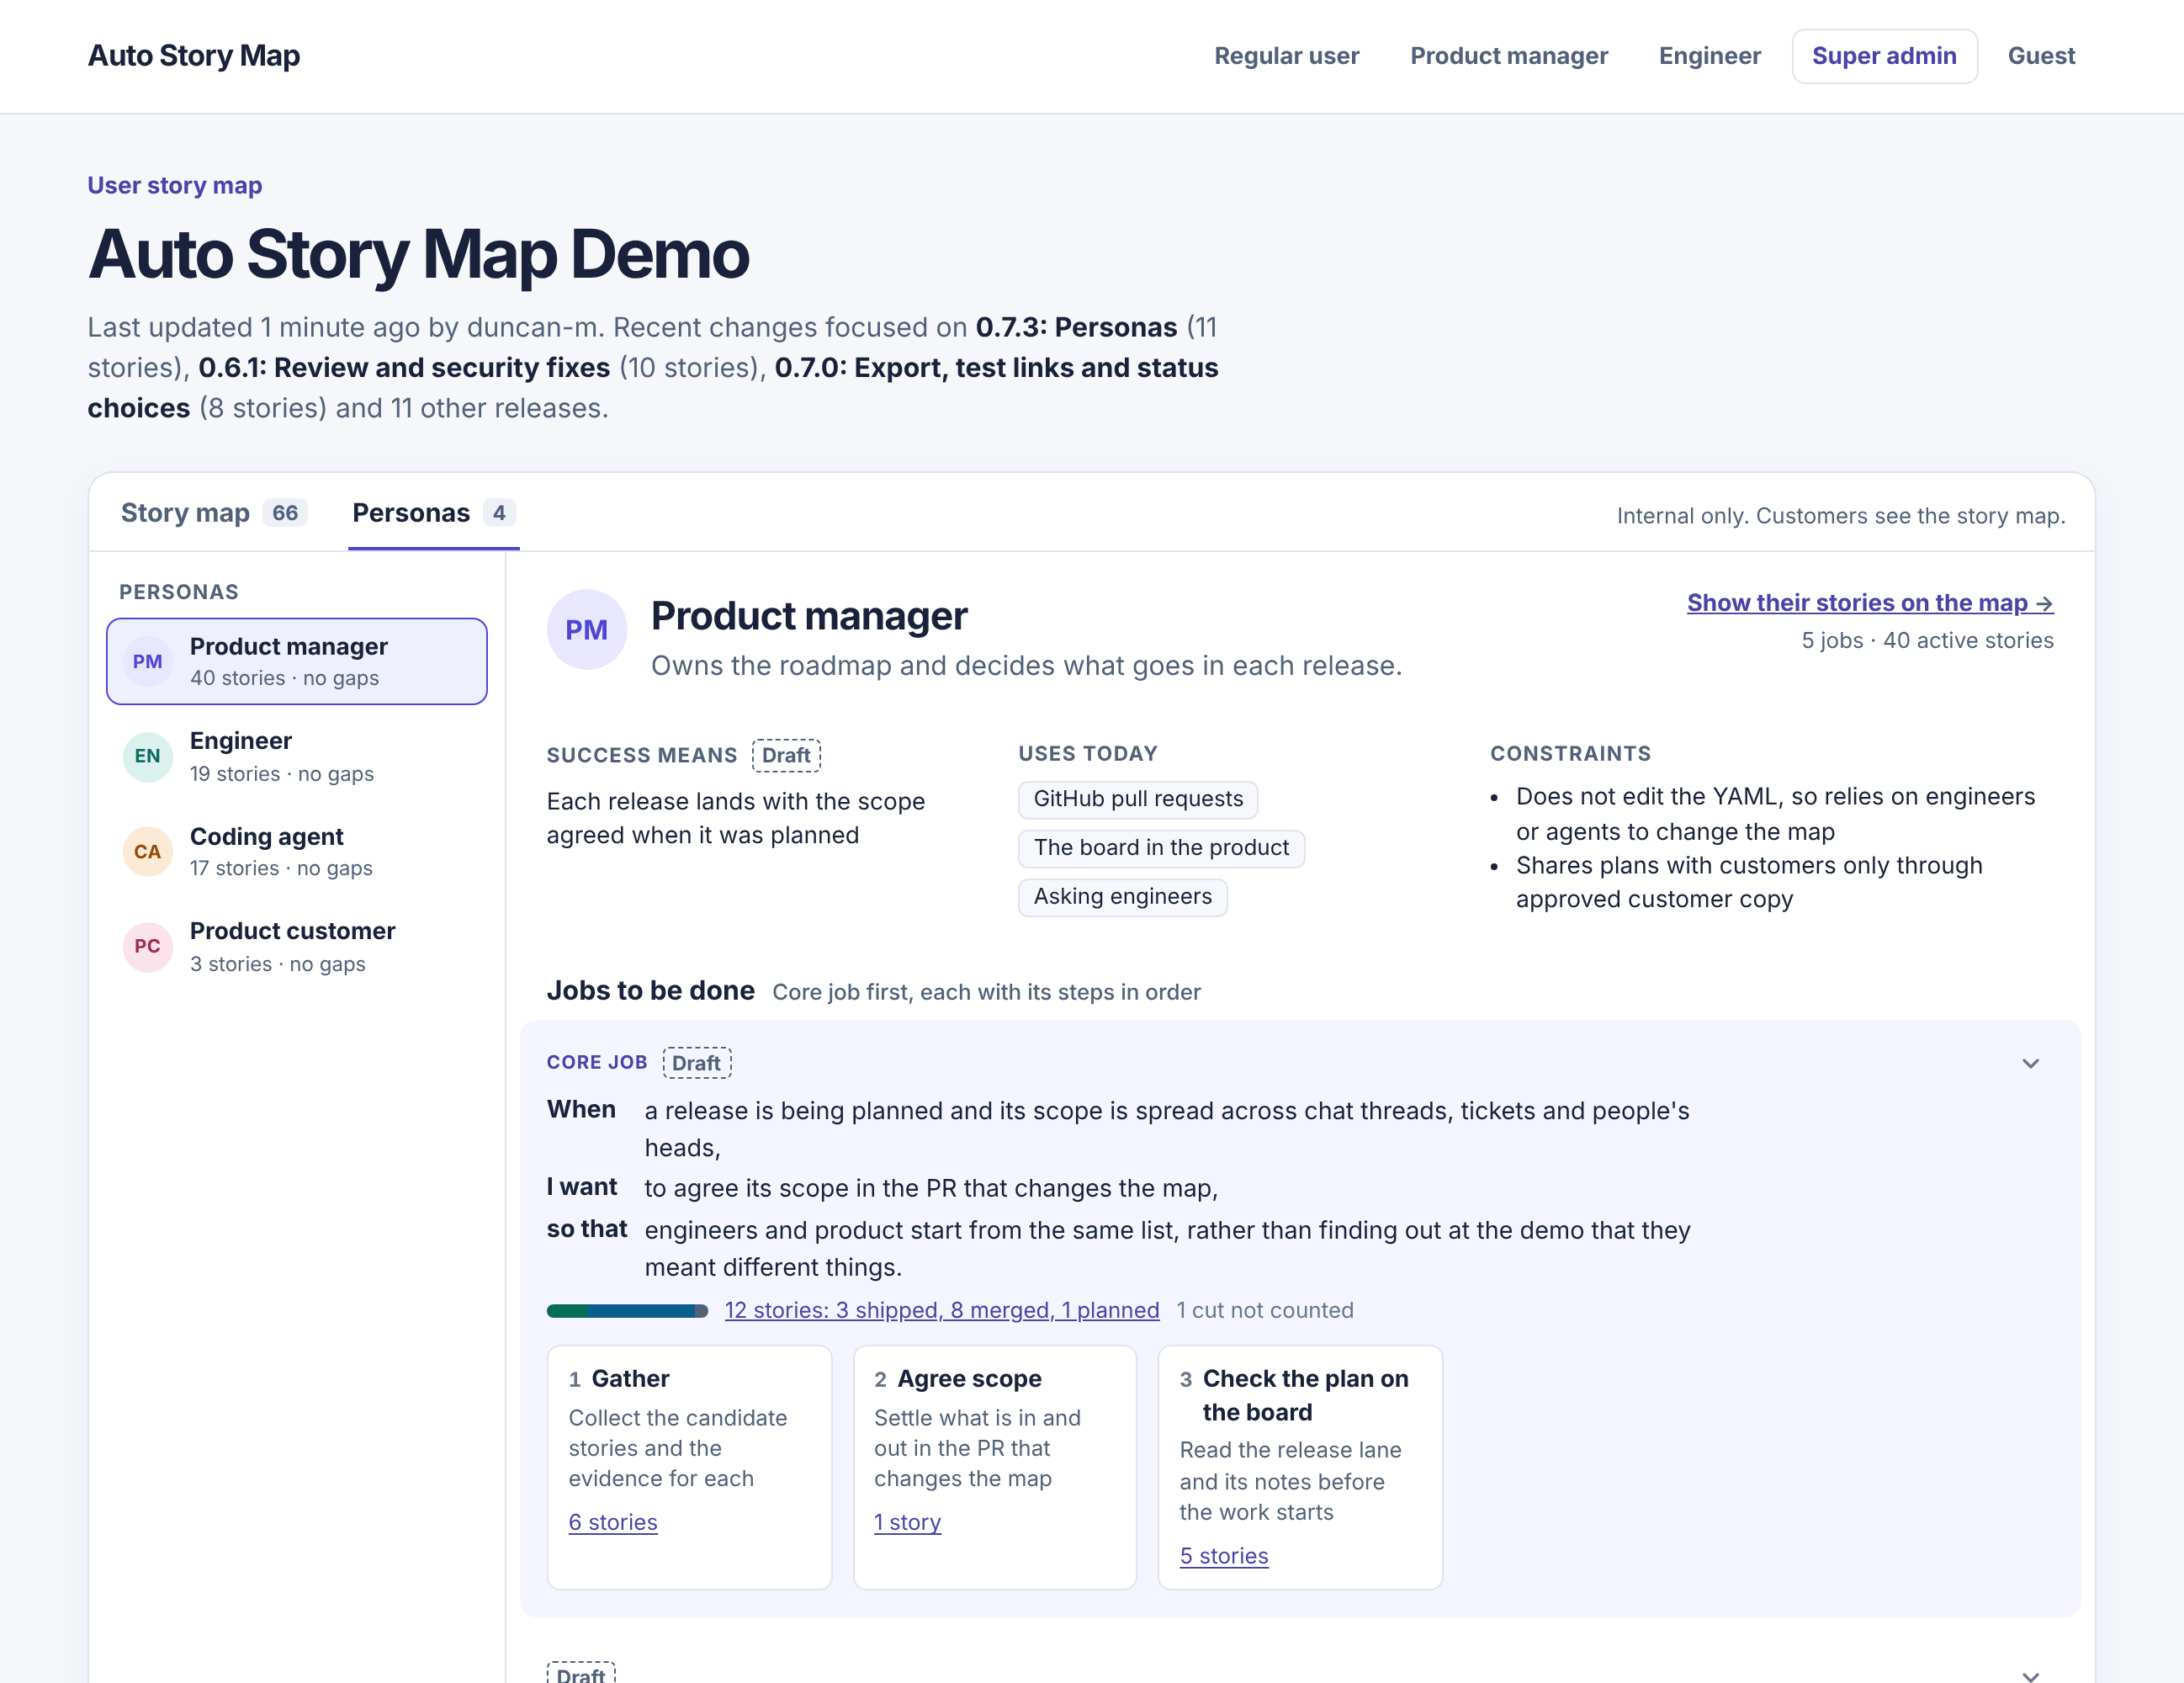 Auto Story Map
Regular user
Product manager
Engineer
Super admin
Guest
User story map
Auto Story Map Demo
Last updated 1 minute ago by duncan-m. Recent changes focused on 0.7.3: Personas (11
stories), 0.6.1: Review and security fixes (10 stories), 0.7.0: Export, test links and status
choices (8 stories) and 11 other releases.
Story map 66
Personas 4
Internal only. Customers see the story map.
PERSONAS
PM
Product manager
40 stories · no gaps
EN
Engineer
19 stories · no gaps
CA
Coding agent
17 stories · no gaps
PC
Product customer
3 stories · no gaps
PM
Product manager
Owns the roadmap and decides what goes in each release.
Show their stories on the map →
5 jobs · 40 active stories
SUCCESS MEANS Draft
Each release lands with the scope
agreed when it was planned
USES TODAY
GitHub pull requests
The board in the product
Asking engineers
CONSTRAINTS
• Does not edit the YAML, so relies on engineers
or agents to change the map
• Shares plans with customers only through
approved customer copy
Jobs to be done Core job first, each with its steps in order
CORE JOB Draft
When a release is being planned and its scope is spread across chat threads, tickets and people's
heads,
I want to agree its scope in the PR that changes the map,
so that engineers and product start from the same list, rather than finding out at the demo that they
meant different things.
12 stories: 3 shipped, 8 merged, 1 planned 1 cut not counted
1 Gather
Collect the candidate
stories and the
evidence for each
6 stories
2 Agree scope
Settle what is in and
out in the PR that
changes the map
1 story
3 Check the plan on
the board
Read the release lane
and its notes before
the work starts
5 stories
Draft